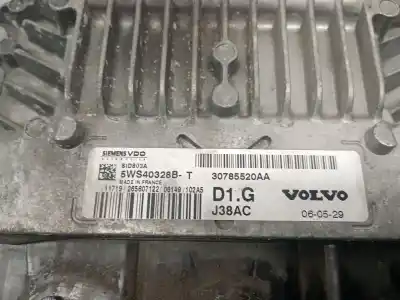 SIEMENS VDO
SID803A
5WS40328B- T
30785520AA
MADE IN FRANCE
D1.G
VOLVO
J38AC
06-05-29